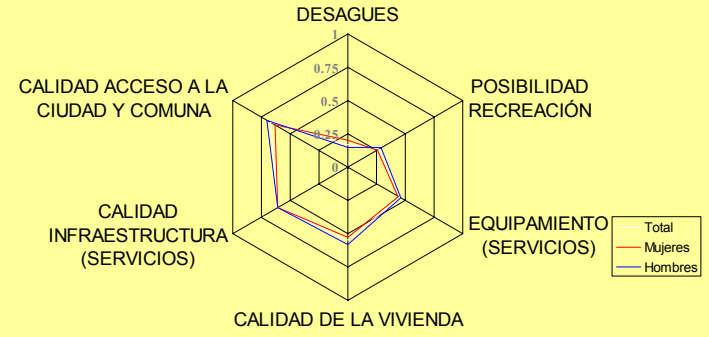 DESAGUES
1
0.75
0.5
0.25
0
CALIDAD ACCESO A LA
CIUDAD Y COMUNA
POSIBILIDAD
RECREACIÓN
CALIDAD
INFRAESTRUCTURA
(SERVICIOS)
EQUIPAMIENTO
(SERVICIOS)
CALIDAD DE LA VIVIENDA
Total
Mujeres
Hombres